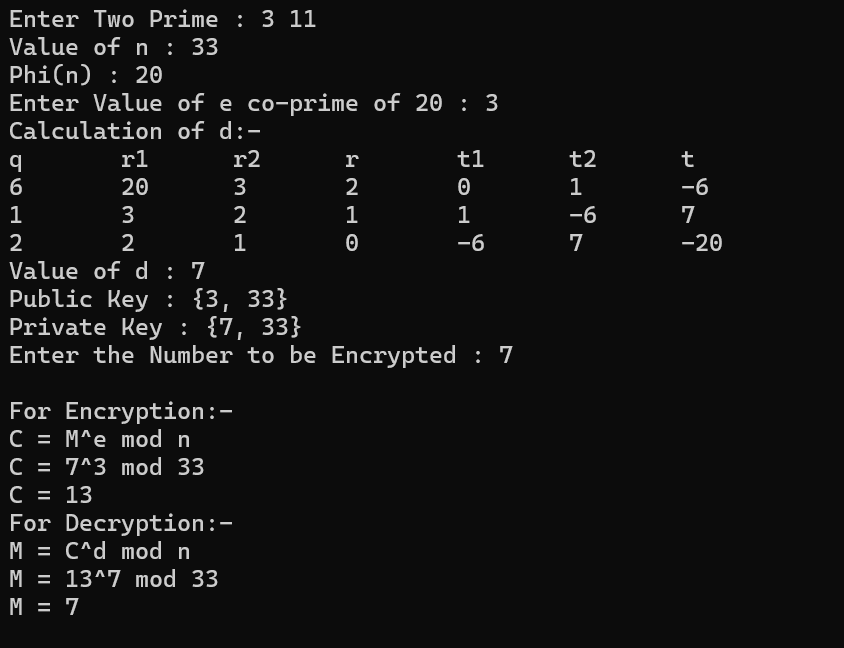 Enter Two Prime : 3 11
Value of n : 33
Phi(n) : 20
Enter Value of e co-prime of 20 : 3
Calculation of d:-
q r1 r2 r t1 t2 t
6 20 3 2 0 1 -6
1 3 2 1 1 -6 7
2 2 1 0 -6 7 -20
Value of d : 7
Public Key : {3, 33}
Private Key : {7, 33}
Enter the Number to be Encrypted : 7

For Encryption:-
C = M^e mod n
C = 7^3 mod 33
C = 13
For Decryption:-
M = C^d mod n
M = 13^7 mod 33
M = 7